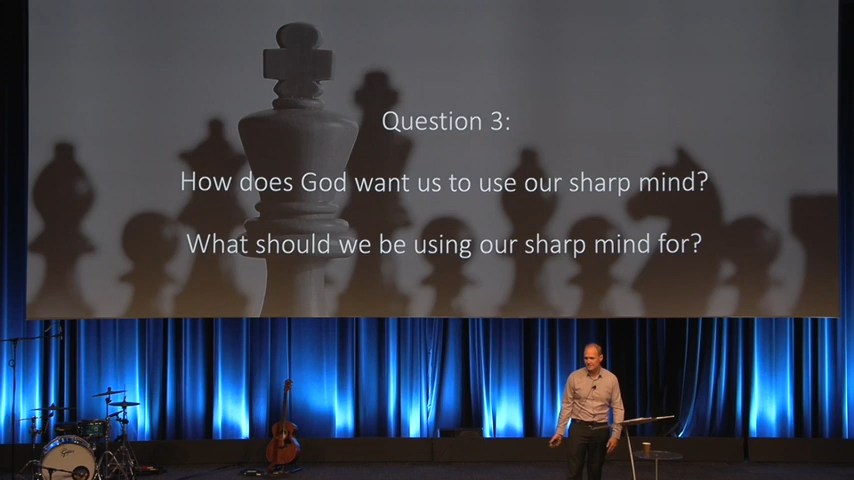 Question 3:
How does God want us to use our sharp mind?
What should we be using our sharp mind for?